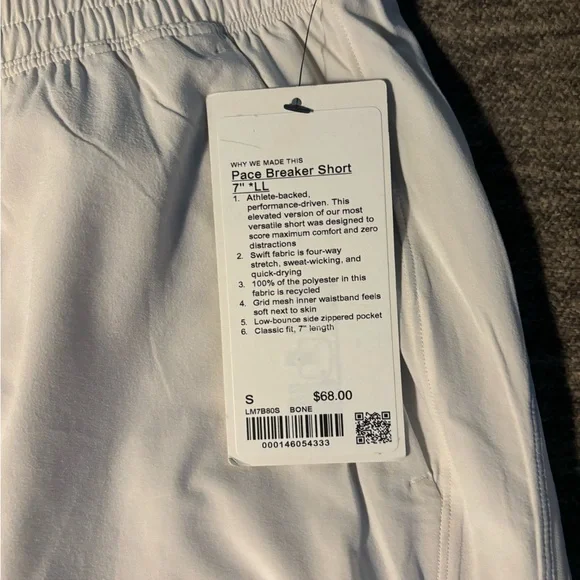 WHY WE MADE THIS
Pace Breaker Short
7" *LL
1. Athlete-backed,
performance-driven. This
elevated version of our most
versatile short was designed to
score maximum comfort and zero
distractions
2. Swift fabric is four-way
stretch, sweat-wicking, and
quick-drying
3. 100% of the polyester in this
fabric is recycled
4. Grid mesh inner waistband feels
soft next to skin
5. Low-bounce side zippered pocket
6. Classic fit, 7" length
S $68.00
LM7B80S BONE
000146054333